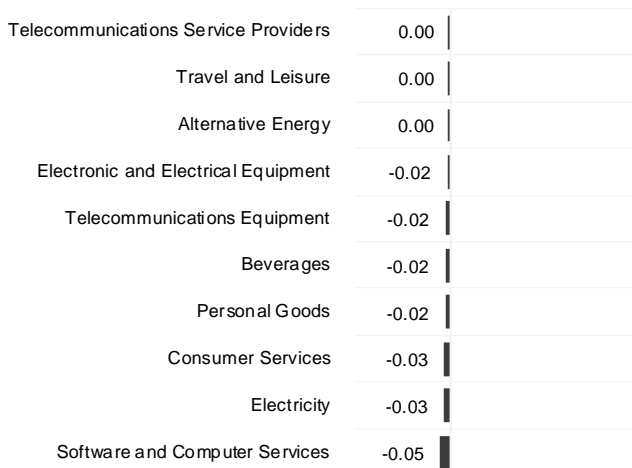 Telecommunications Service Providers 0.00
Travel and Leisure 0.00
Alternative Energy 0.00
Electronic and Electrical Equipment -0.02
Telecommunications Equipment -0.02
Beverages -0.02
Personal Goods -0.02
Consumer Services -0.03
Electricity -0.03
Software and Computer Services -0.05